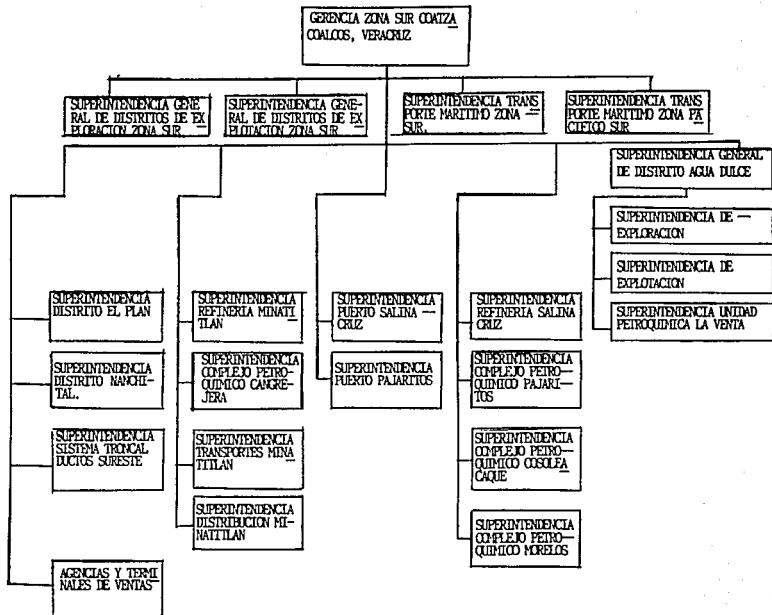 GERENCIA ZONA SUR COATZA
COALCOS, VERACRUZ
SUPERINTENDENCIA GENE
RAL DE DISTRITOS DE EX
PLORACION ZONA SUR
SUPERINTENDENCIA GENE-
RAL DE DISTRITOS DE EX
PLOTACION ZONA SUR
SUPERINTENDENCIA TRANS
PORTE MARITIMO ZONA —
SUR.
SUPERINTENDENCIA TRANS
PORTE MARITIMO ZONA PA
CIFICO SUR
SUPERINTENDENCIA GENERAL
DE DISTRITO AGUA DULCE
SUPERINTENDENCIA DE —
EXPLORACION
SUPERINTENDENCIA DE
EXPLOTACION
SUPERINTENDENCIA UNIDAD
PETROQUIMICA LA VENTA
SUPERINTENDENCIA
DISTRITO EL PLAN
SUPERINTENDENCIA
REFINERIA MINATI
TLAN
SUPERINTENDENCIA
PUERTO SALINA —
CRUZ
SUPERINTENDENCIA
REFINERIA SALINA
CRUZ
SUPERINTENDENCIA
DISTRITO NANCHI-
TAL.
SUPERINTENDENCIA
COMPLEJO PETRO-
QUIMICO CANGRE-
JERA
SUPERINTENDENCIA
PUERTO PAJARITOS
SUPERINTENDENCIA
COMPLEJO PETRO-
QUIMICO PAJARI-
TOS
SUPERINTENDENCIA
SISTEMA TRONCAL
DUCTOS SURESTE
SUPERINTENDENCIA
TRANSPORTES MINA
TITLAN
SUPERINTENDENCIA
COMPLEJO PETRO-
QUIMICO COSOLEA
CAQUE
SUPERINTENDENCIA
DISTRIBUCION MI-
NATITLAN
SUPERINTENDENCIA
COMPLEJO PETRO-
QUIMICO MORELOS
AGENCIAS Y TERMI
NALES DE VENTAS